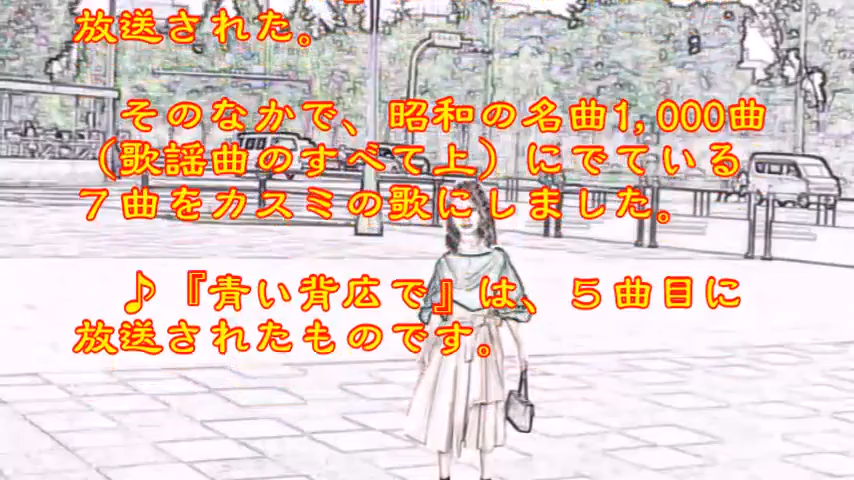 放送された。
そのなかで、昭和の名曲1,000曲
（歌謡曲のすべて上）にでている
７曲をカスミの歌にしました。
♪『青い背広で』は、５曲目に
放送されたものです。